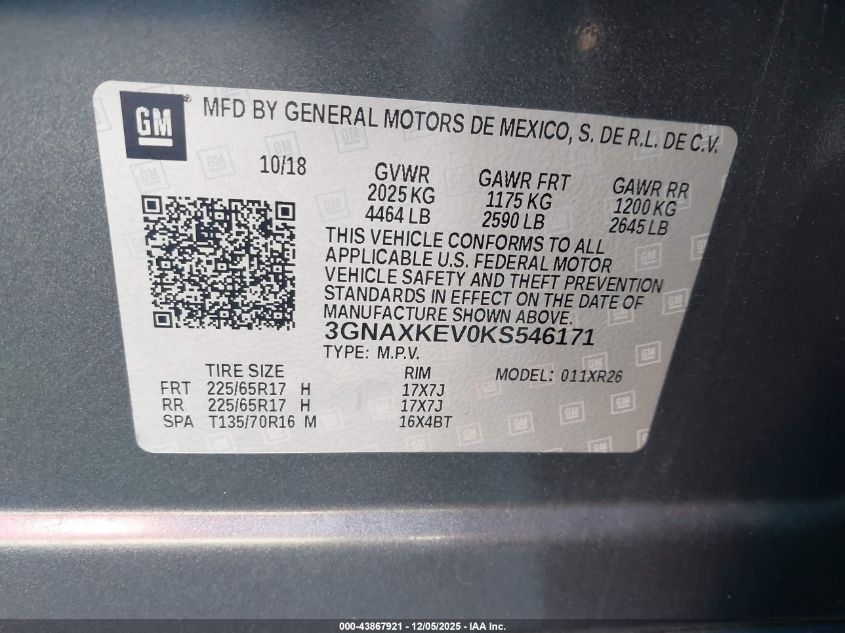 GM
MFD BY GENERAL MOTORS DE MEXICO, S. DE R.L. DE C.V.
10/18
GVWR GAWR FRT GAWR RR
2025 KG 1175 KG 1200 KG
4464 LB 2590 LB 2645 LB
THIS VEHICLE CONFORMS TO ALL
APPLICABLE U.S. FEDERAL MOTOR
VEHICLE SAFETY AND THEFT PREVENTION
STANDARDS IN EFFECT ON THE DATE OF
MANUFACTURE SHOWN ABOVE.
3GNAXKEV0KS546171
TYPE: M.P.V.
TIRE SIZE RIM MODEL: 011XR26
FRT 225/65R17 H 17X7J
RR 225/65R17 H 17X7J
SPA T135/70R16 M 16X4BT
000-43867921 - 12/05/2025 - IAA Inc.